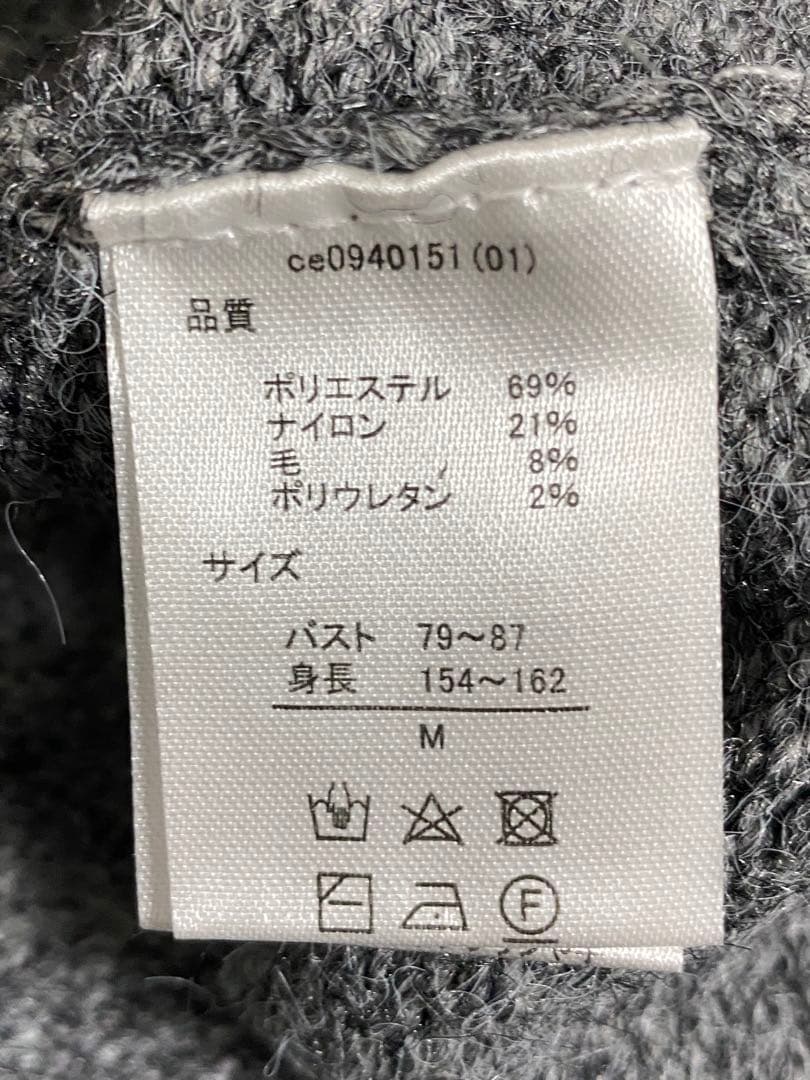 ce0940151(01)
品質
ポリエステル 69%
ナイロン 21%
毛 8%
ポリウレタン 2%
サイズ
バスト 79〜87
身長 154〜162
M
F